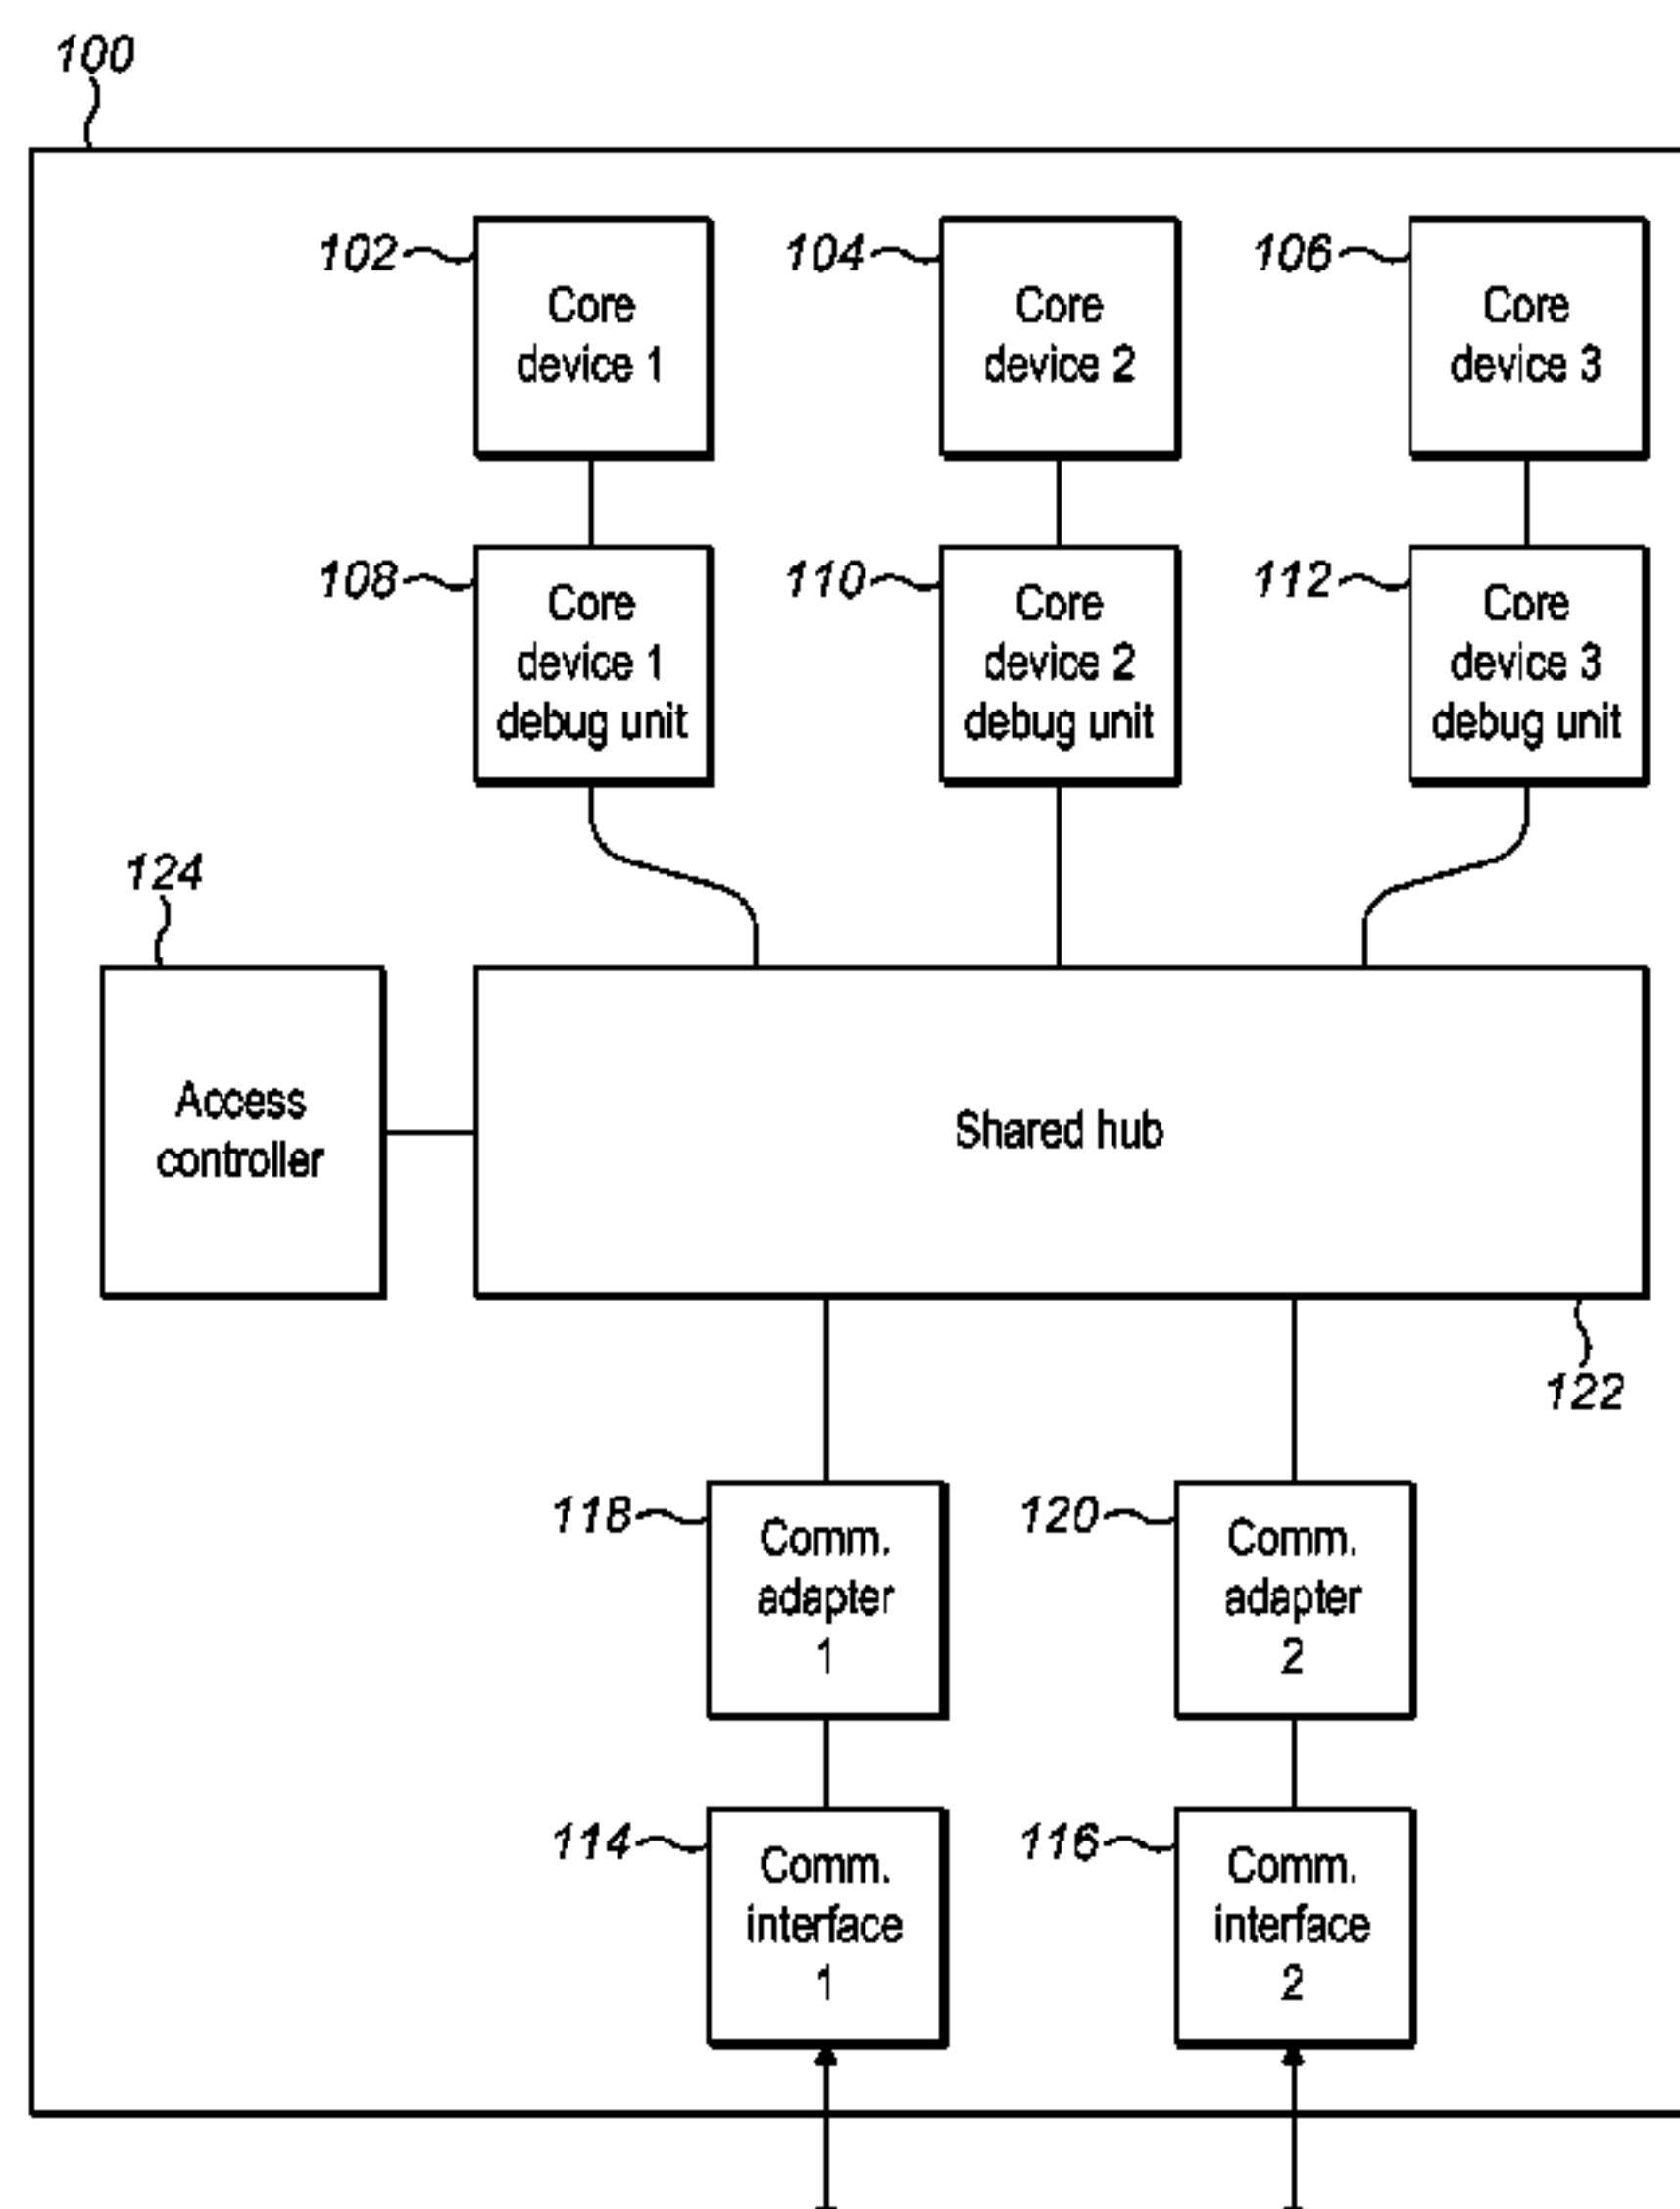 100
102
Core
device 1
104
Core
device 2
106
Core
device 3
108
Core
device 1
debug unit
110
Core
device 2
debug unit
112
Core
device 3
debug unit
124
Access
controller
Shared hub
122
118
Comm.
adapter
1
120
Comm.
adapter
2
114
Comm.
interface
1
116
Comm.
interface
2